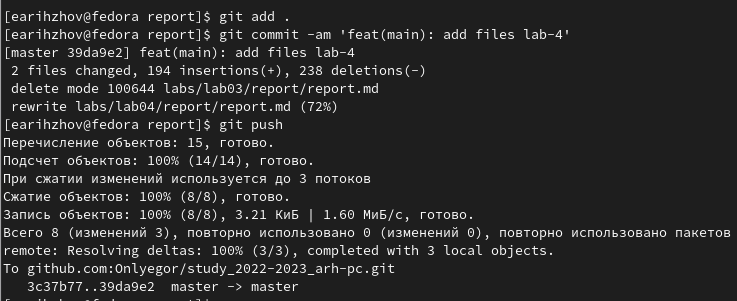 [earihzhov@fedora report]$ git add .
[earihzhov@fedora report]$ git commit -am 'feat(main): add files lab-4'
[master 39da9e2] feat(main): add files lab-4
 2 files changed, 194 insertions(+), 238 deletions(-)
 delete mode 100644 labs/lab03/report/report.md
 rewrite labs/lab04/report/report.md (72%)
[earihzhov@fedora report]$ git push
Перечисление объектов: 15, готово.
Подсчет объектов: 100% (14/14), готово.
При сжатии изменений используется до 3 потоков
Сжатие объектов: 100% (8/8), готово.
Запись объектов: 100% (8/8), 3.21 КиБ | 1.60 МиБ/с, готово.
Всего 8 (изменений 3), повторно использовано 0 (изменений 0), повторно использовано пакетов
remote: Resolving deltas: 100% (3/3), completed with 3 local objects.
To github.com:Onlyegor/study_2022-2023_arh-pc.git
   3c37b77..39da9e2  master -> master